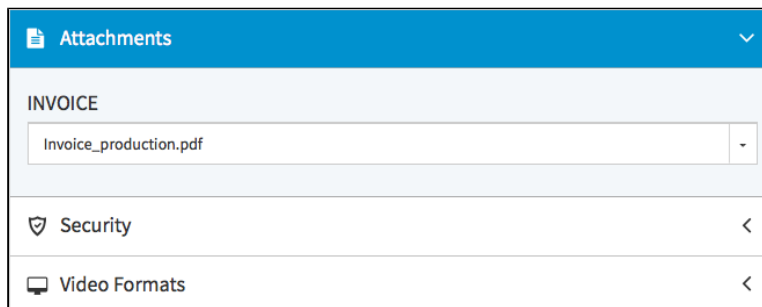 Attachments
INVOICE
Invoice_production.pdf
Security
Video Formats